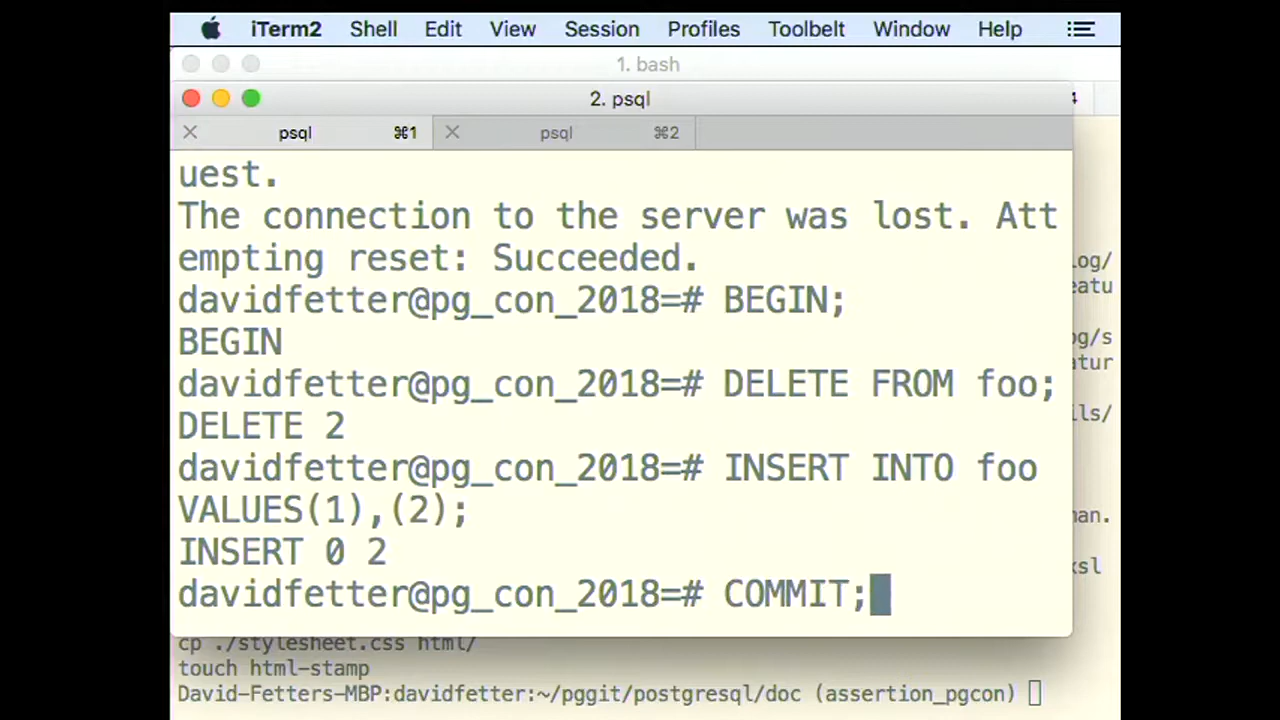 iTerm2 Shell Edit View Session Profiles Toolbelt Window Help
1. bash
2. psql
psql ⌘1 psql ⌘2
uest.
The connection to the server was lost. Att
empting reset: Succeeded.
davidfetter@pg_con_2018=# BEGIN;
BEGIN
davidfetter@pg_con_2018=# DELETE FROM foo;
DELETE 2
davidfetter@pg_con_2018=# INSERT INTO foo
VALUES(1),(2);
INSERT 0 2
davidfetter@pg_con_2018=# COMMIT;
cp ./stylesheet.css html/
touch html-stamp
David-Fetters-MBP:davidfetter:~/pggit/postgresql/doc (assertion_pgcon)